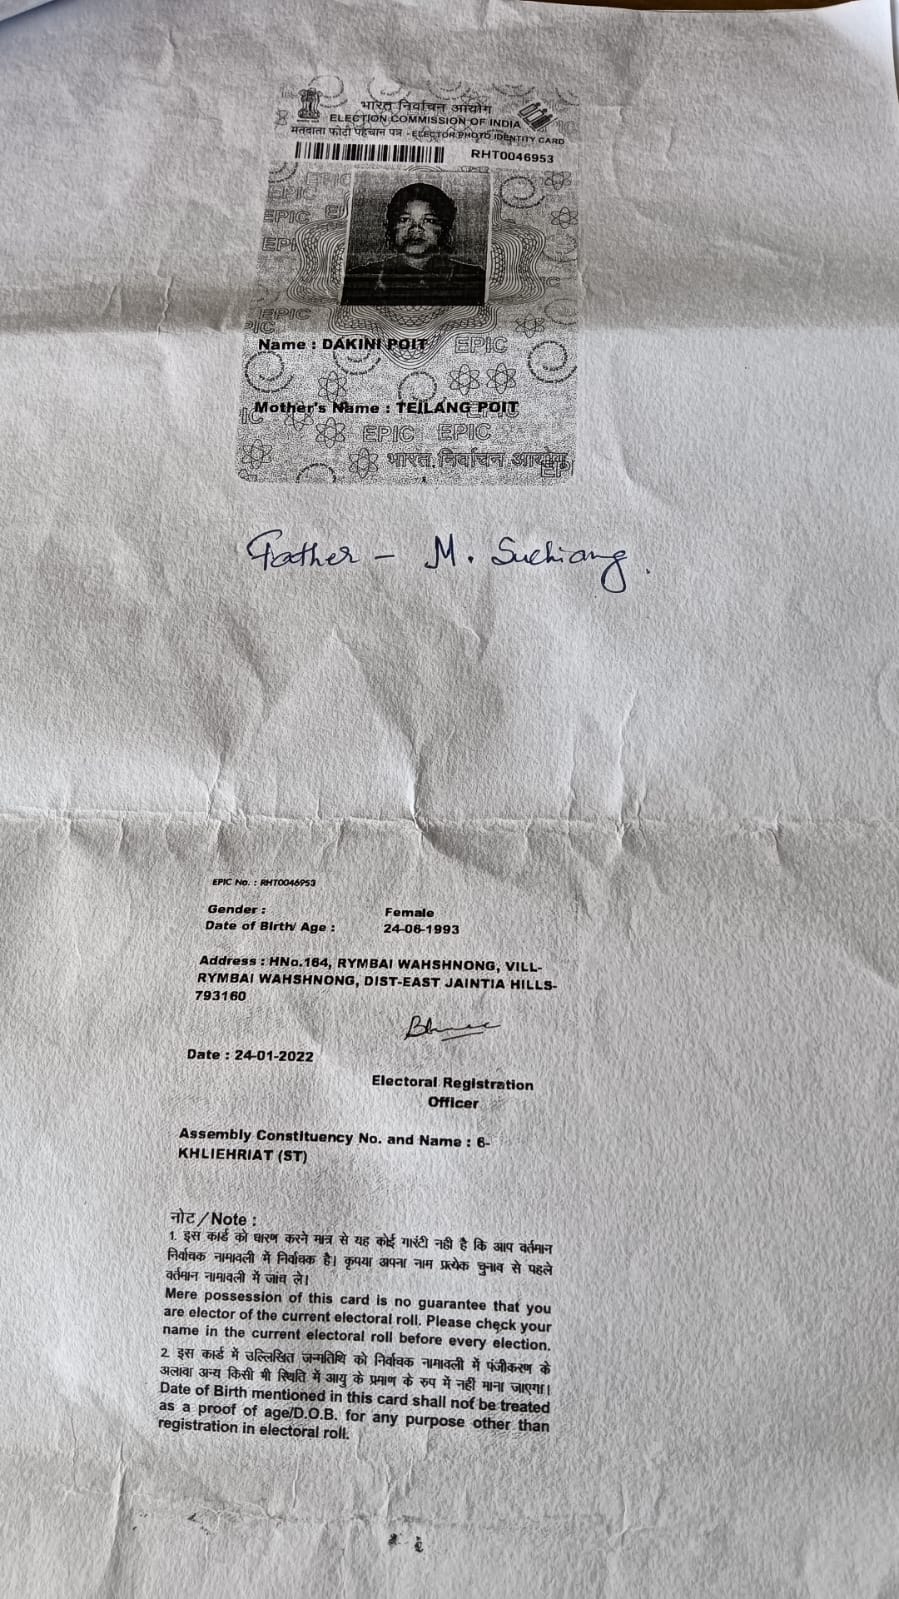 भारत निर्वाचन आयोग
ELECTION COMMISSION OF INDIA
मतदाता फोटो पहचान पत्र - ELECTOR PHOTO IDENTITY CARD
RHT0046953
EPIC
EPIC
EPIC
EPIC
Name : DAKINI POIT EPIC
Mother's Name : TEILANG POIT
EPIC EPIC
भारत निर्वाचन आयोग
Father - M. Suchiang.
EPIC No. : RHT0046953
Gender : Female
Date of Birth/ Age : 24-06-1993
Address : HNo.164, RYMBAI WAHSHNONG, VILL-
RYMBAI WAHSHNONG, DIST-EAST JAINTIA HILLS-
793160
Date : 24-01-2022
Electoral Registration
Officer
Assembly Constituency No. and Name : 6-
KHLIEHRIAT (ST)
नोट / Note :
1. इस कार्ड को धारण करने मात्र से यह कोई गारंटी नही है कि आप वर्तमान
निर्वाचक नामावली में निर्वाचक है। कृपया अपना नाम प्रत्येक चुनाव से पहले
वर्तमान नामावली में जांच ले।
Mere possession of this card is no guarantee that you
are elector of the current electoral roll. Please check your
name in the current electoral roll before every election.
2. इस कार्ड में उल्लिखित जन्मतिथि को निर्वाचक नामावली में पंजीकरण के
अलावा अन्य किसी भी स्थिति में आयु के प्रमाण के रुप में नहीं माना जाएगा।
Date of Birth mentioned in this card shall not be treated
as a proof of age/D.O.B. for any purpose other than
registration in electoral roll.